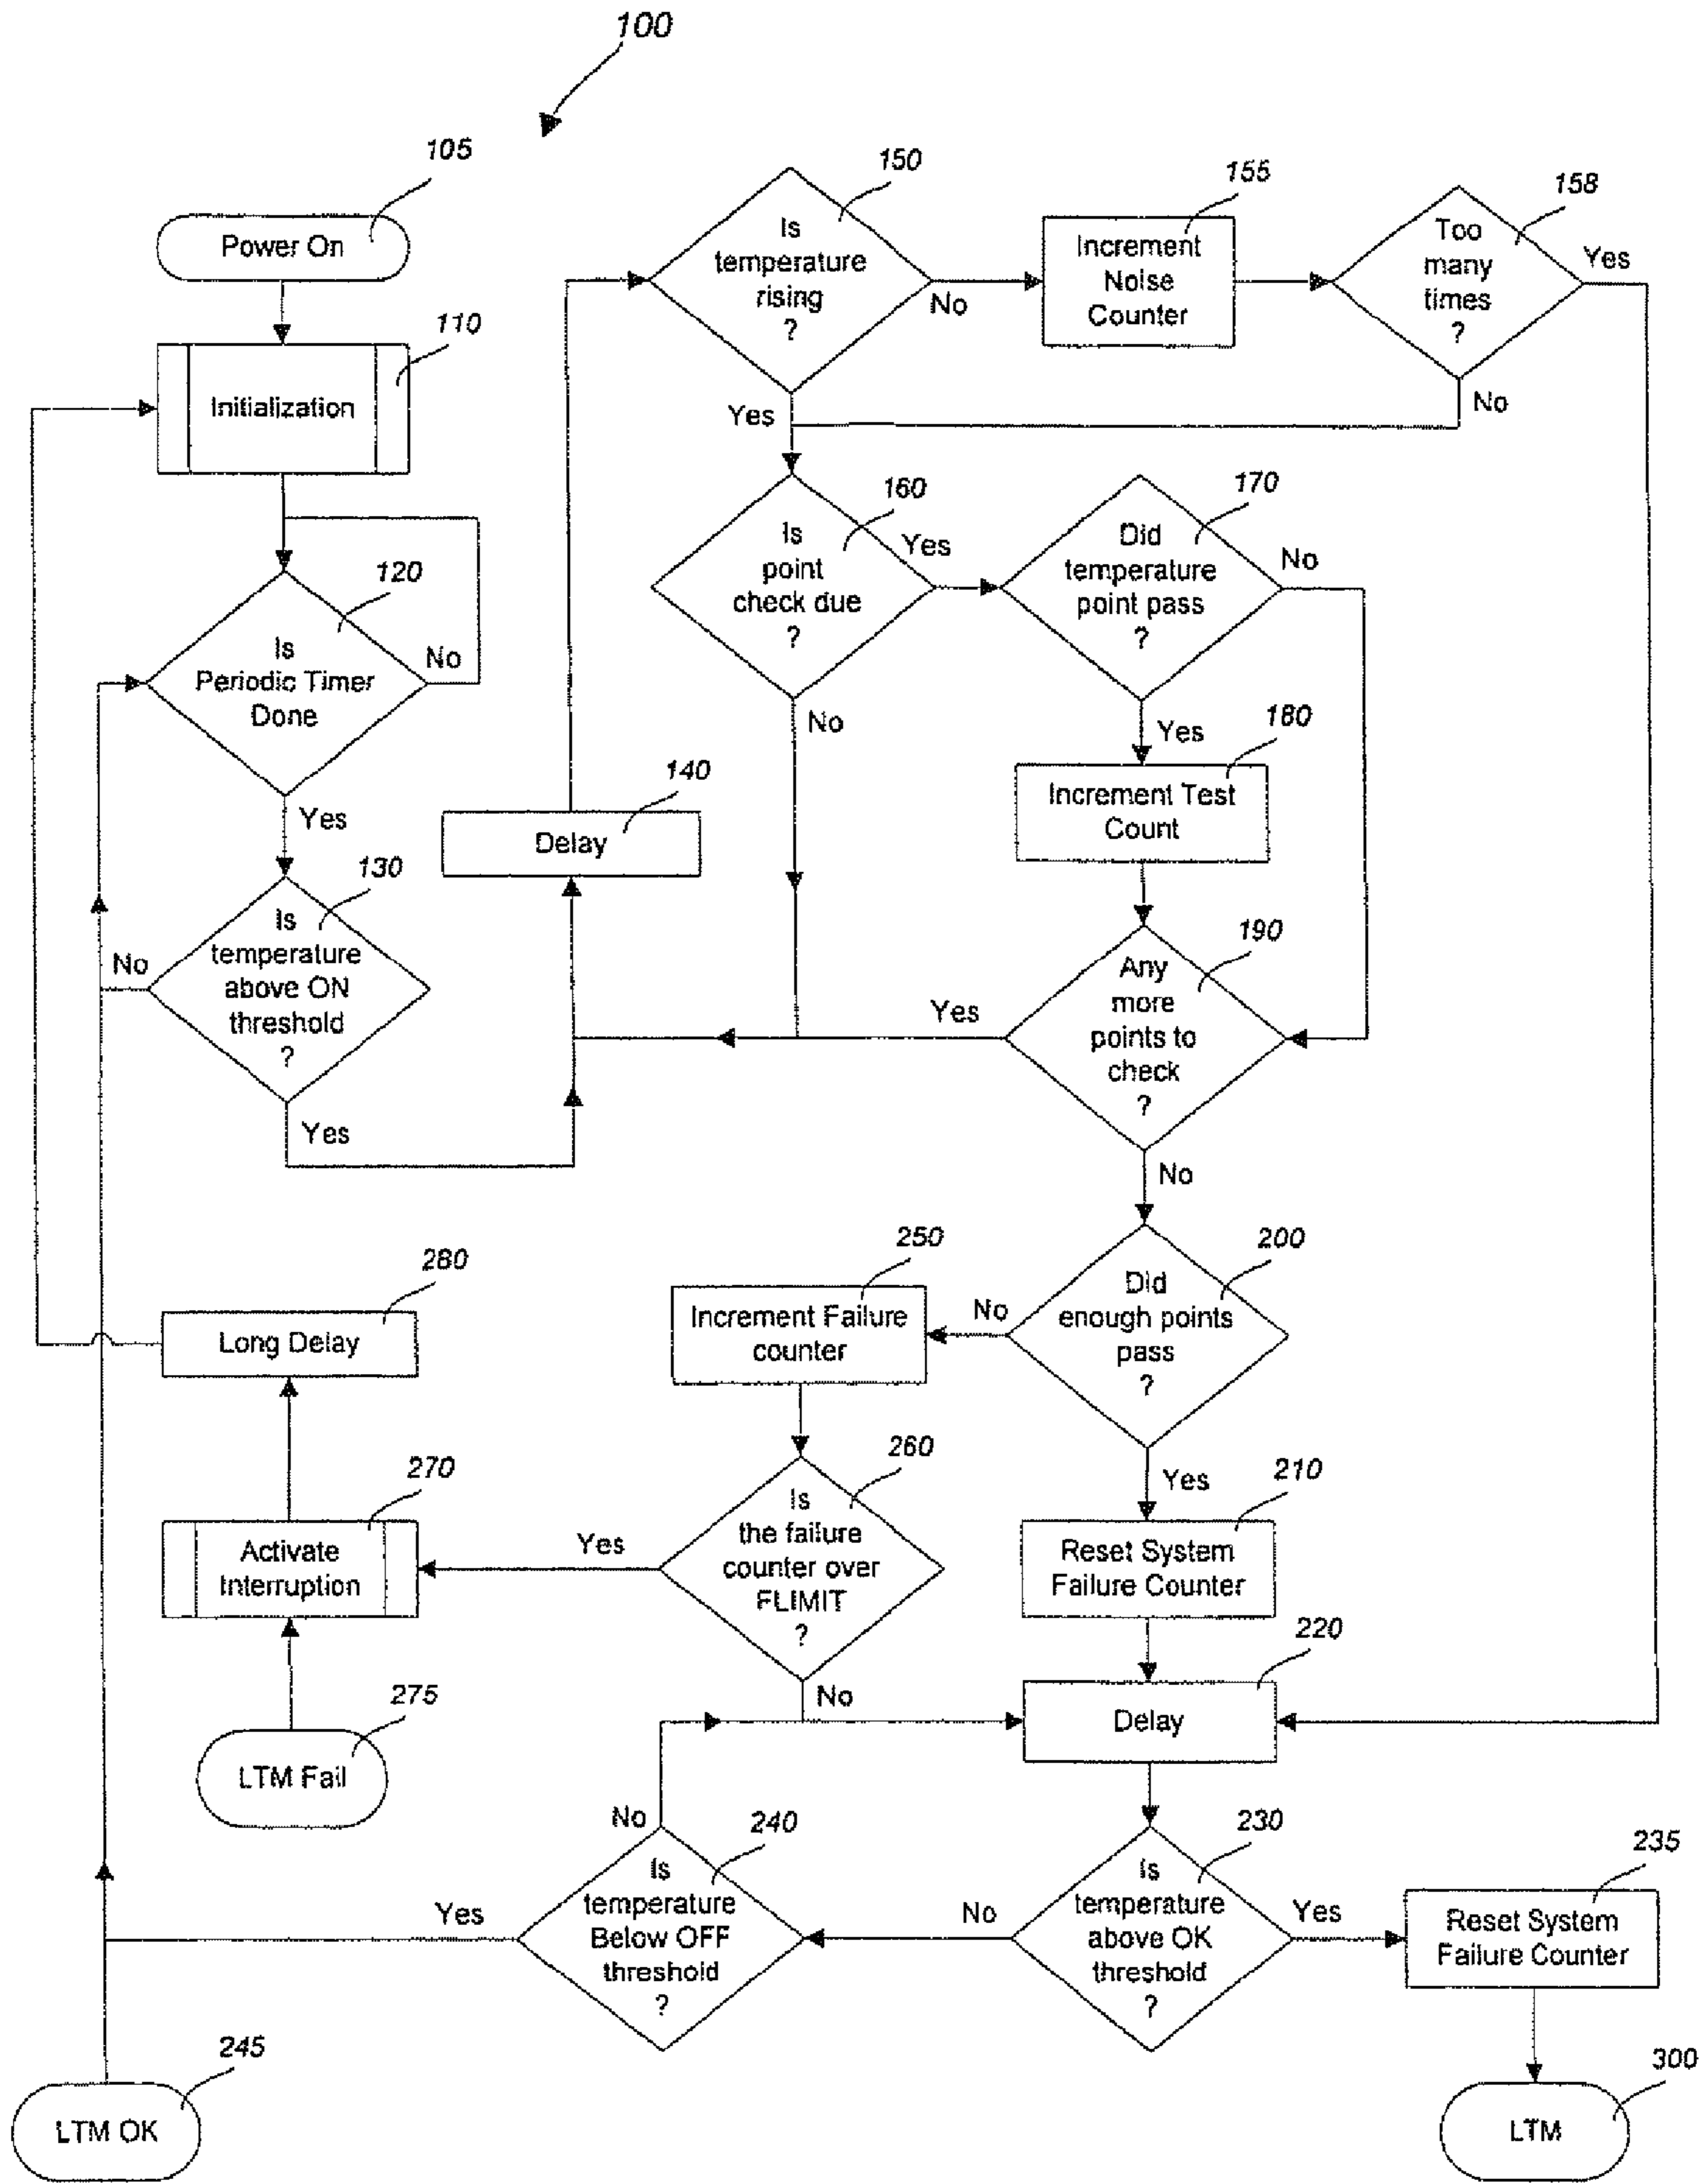 100
105
Power On
110
Initialization
120
Is
Periodic Timer
Done
No
Yes
130
Is
temperature
above ON
threshold
?
No
Yes
140
Delay
150
Is
temperature
rising
?
No
Yes
155
Increment
Noise
Counter
158
Too
many
times
?
Yes
No
160
Is
point
check due
?
Yes
No
170
Did
temperature
point pass
?
No
Yes
180
Increment Test
Count
190
Any
more
points to
check
?
Yes
No
200
Did
enough points
pass
?
No
Yes
210
Reset System
Failure Counter
220
Delay
230
Is
temperature
above OK
threshold
?
No
Yes
235
Reset System
Failure Counter
300
LTM
240
Is
temperature
Below OFF
threshold
?
No
Yes
245
LTM OK
250
Increment Failure
counter
260
Is
the failure
counter over
FLIMIT
?
Yes
No
270
Activate
Interruption
275
LTM Fail
280
Long Delay